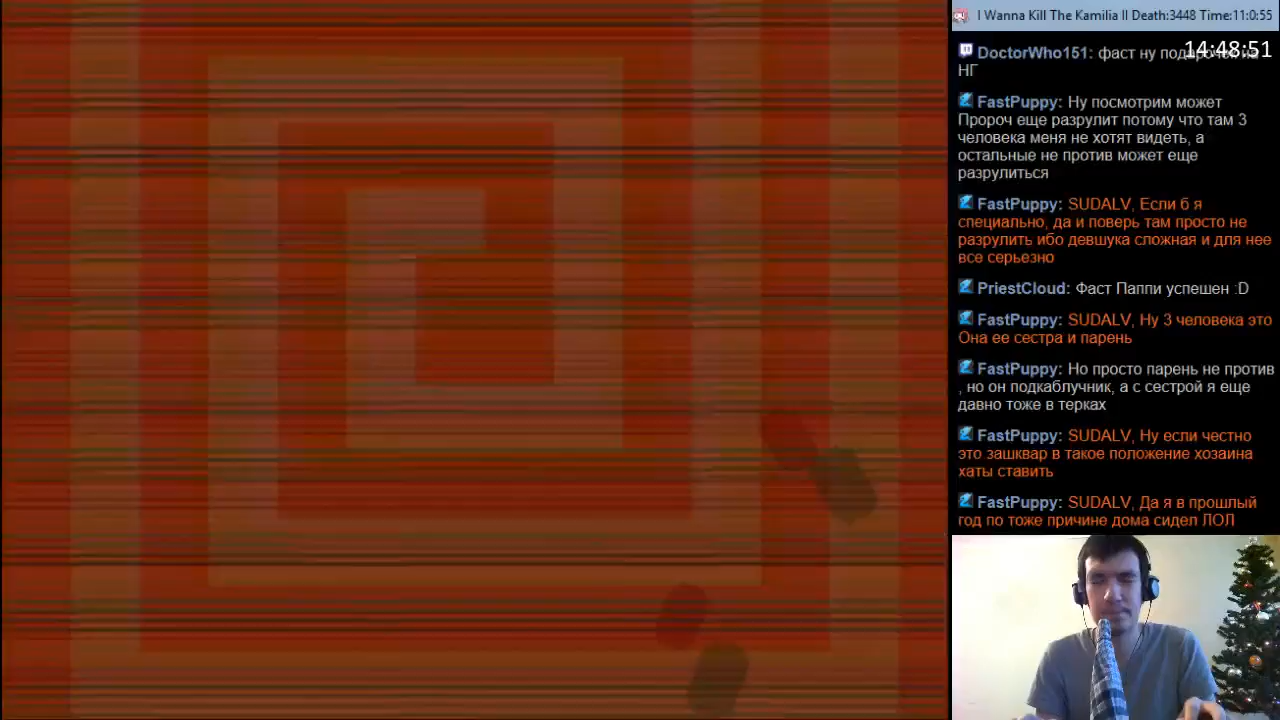 I Wanna Kill The Kamilia II Death:3448 Time:11:0:55
14:48:51
DoctorWho151: фаст ну
НГ
FastPuppy: Ну посмотрим может
Пророч еще разрулит потому что там 3
человека меня не хотят видеть, а
остальные не против может еще
разрулиться
FastPuppy: SUDALV, Если б я
специально, да и поверь там просто не
разрулить ибо девшука сложная и для нее
все серьезно
PriestCloud: Фаст Паппи успешен :D
FastPuppy: SUDALV, Ну 3 человека это
Она ее сестра и парень
FastPuppy: Но просто парень не против
, но он подкаблучник, а с сестрой я еще
давно тоже в терках
FastPuppy: SUDALV, Ну если честно
это зашквар в такое положение хозаина
хаты ставить
FastPuppy: SUDALV, Да я в прошлый
год по тоже причине дома сидел ЛОЛ